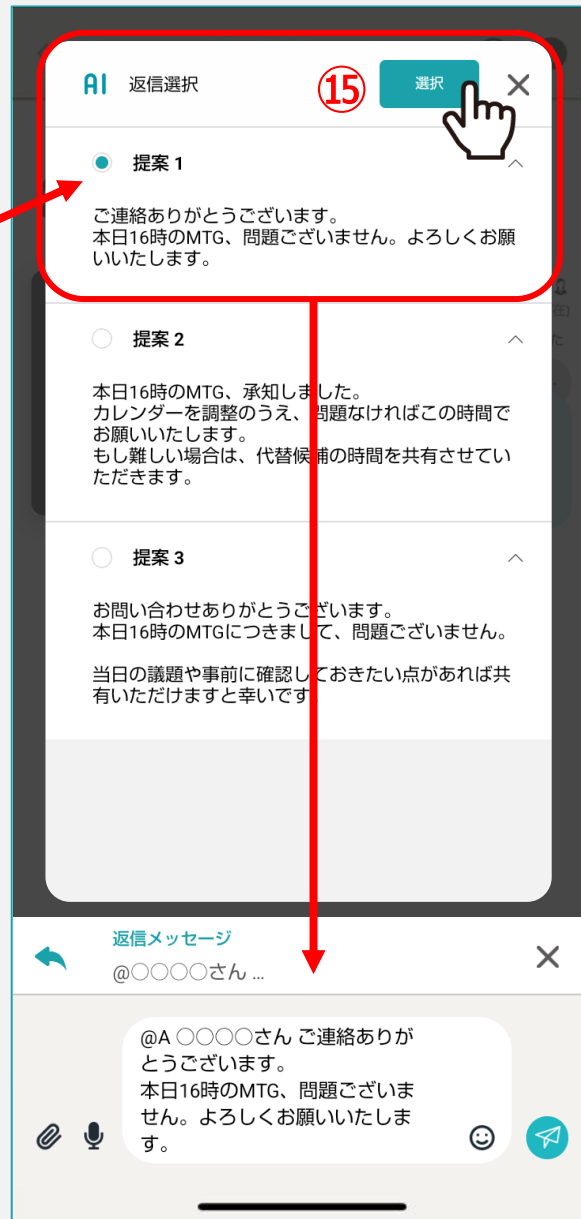 AI 返信選択 ⑮ 選択
提案 1
ご連絡ありがとうございます。
本日16時のMTG、問題ございません。よろしくお願
いいたします。
提案 2
本日16時のMTG、承知しました。
カレンダーを調整のうえ、問題なければこの時間で
お願いいたします。
もし難しい場合は、代替候補の時間を共有させてい
ただきます。
提案 3
お問い合わせありがとうございます。
本日16時のMTGにつきまして、問題ございません。
当日の議題や事前に確認しておきたい点があれば共
有いただけますと幸いです。
返信メッセージ
@〇〇〇〇さん ...
@A 〇〇〇〇さん ご連絡ありが
とうございます。
本日16時のMTG、問題ございま
せん。よろしくお願いいたしま
す。